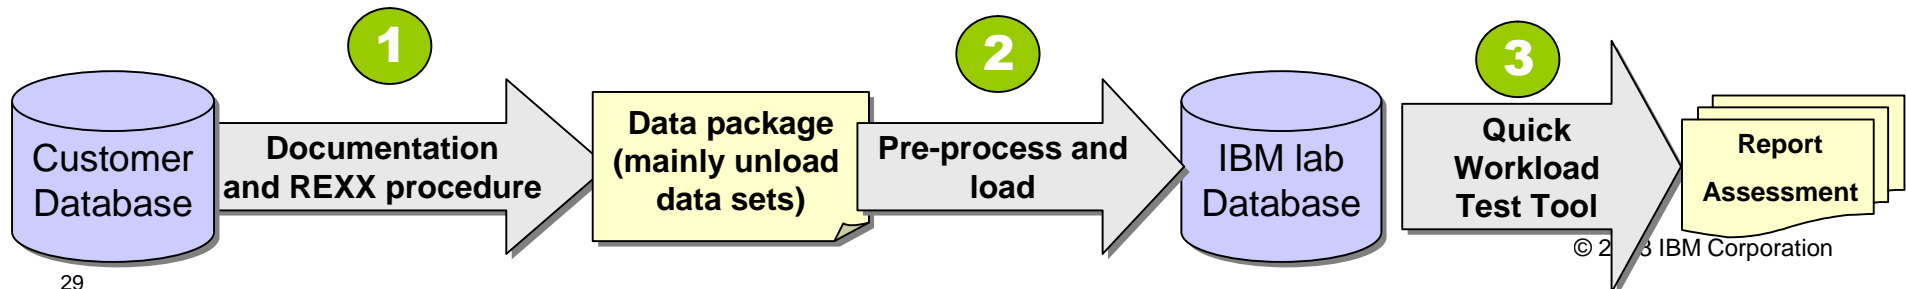 1
2
3
Customer
Database
Documentation
and REXX procedure
Data package
(mainly unload
data sets)
Pre-process and
load
IBM lab
Database
Quick
Workload
Test Tool
Report
Assessment
© IBM Corporation
29